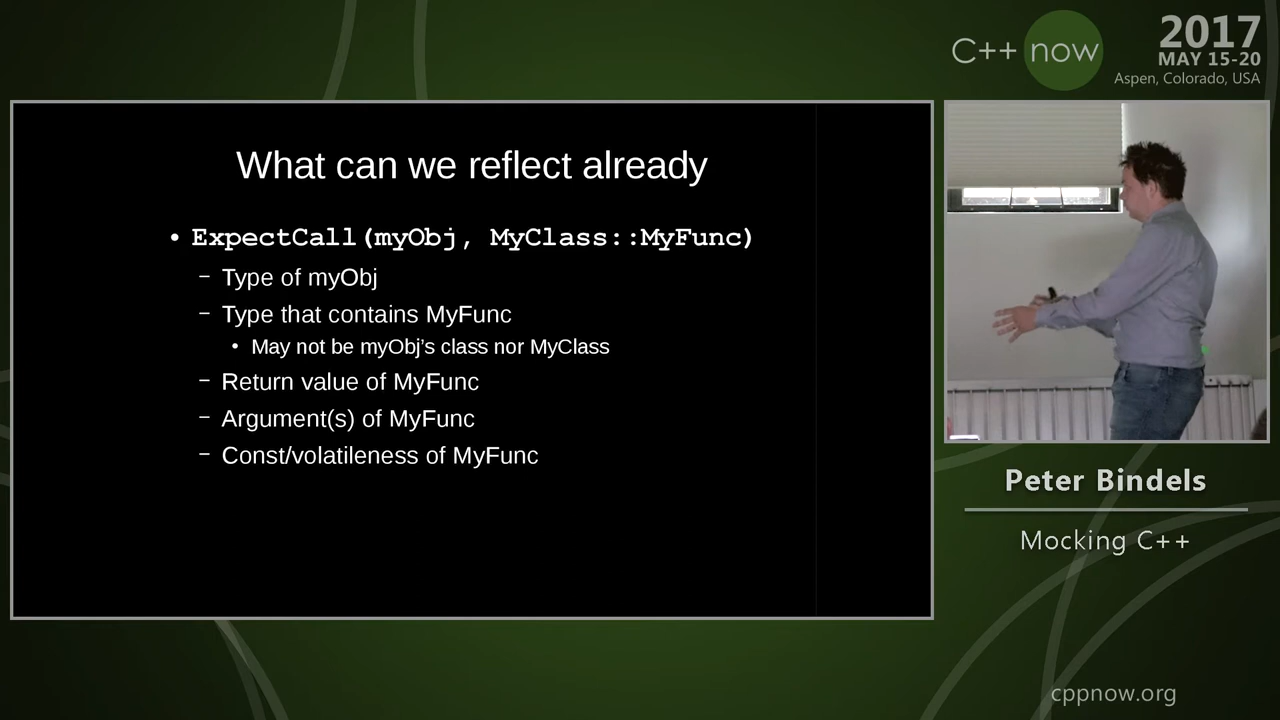 C++ now
2017
MAY 15-20
Aspen, Colorado, USA
What can we reflect already
• ExpectCall(myObj, MyClass::MyFunc)
– Type of myObj
– Type that contains MyFunc
• May not be myObj’s class nor MyClass
– Return value of MyFunc
– Argument(s) of MyFunc
– Const/volatileness of MyFunc
Peter Bindels
Mocking C++
cppnow.org